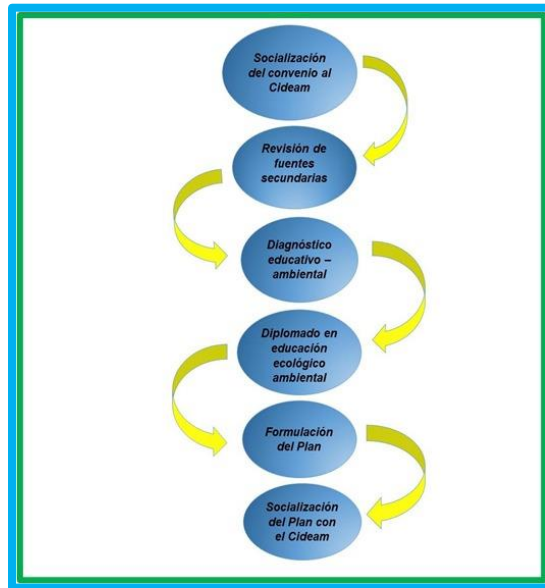 Socialización
del convenio al
Cideam
Revisión de
fuentes
secundarias
Diagnóstico
educativo –
ambiental
Diplomado en
educación
ecológico
ambiental
Formulación
del Plan
Socialización
del Plan con
el Cideam